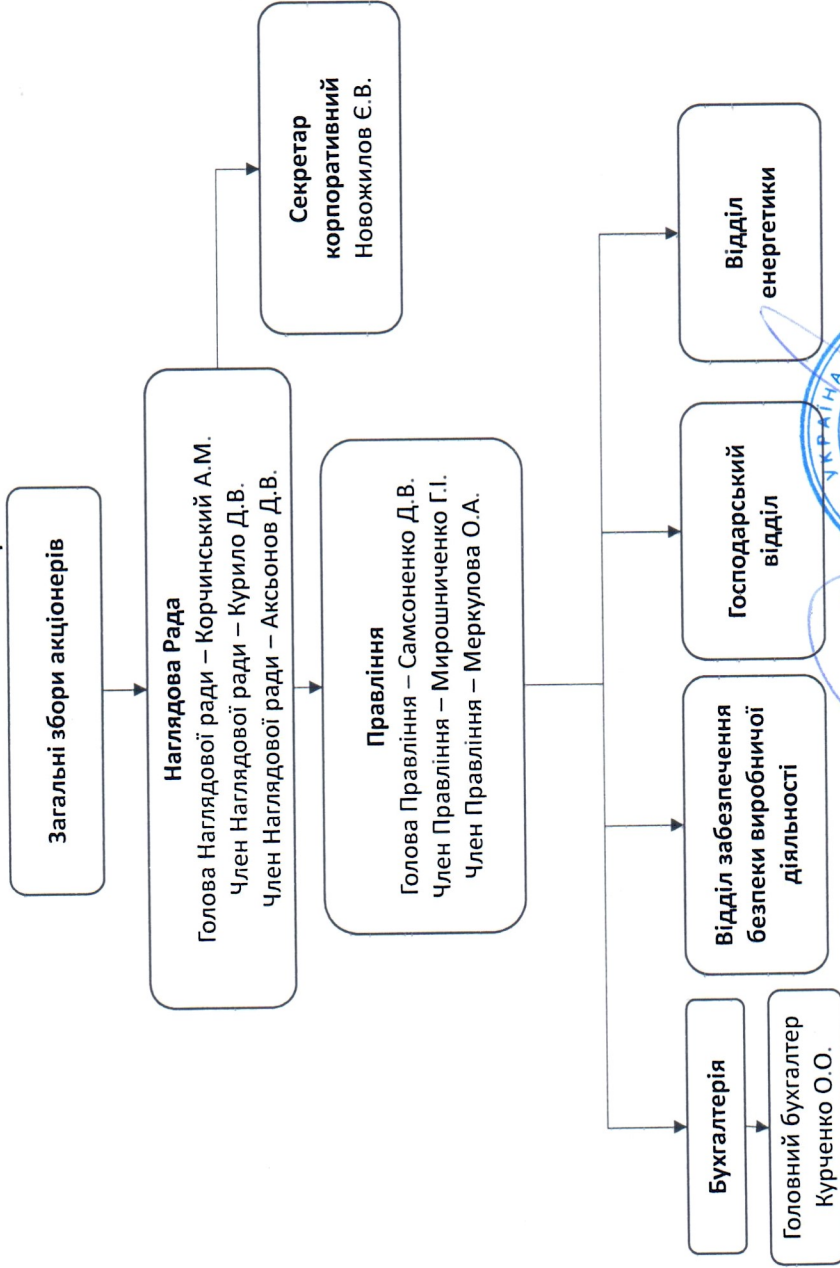 Загальні збори акціонерів
Наглядова Рада
Голова Наглядової ради – Корчинський А.М.
Член Наглядової ради – Курило Д.В.
Член Наглядової ради – Аксьонов Д.В.
Секретар
корпоративний
Новожилов Є.В.
Правління
Голова Правління – Самсоненко Д.В.
Член Правління – Мирошниченко Г.І.
Член Правління – Меркулова О.А.
Бухгалтерія
Головний бухгалтер
Курченко О.О.
Відділ забезпечення
безпеки виробничої
діяльності
Господарський
відділ
Відділ
енергетики
УКРАЇНА